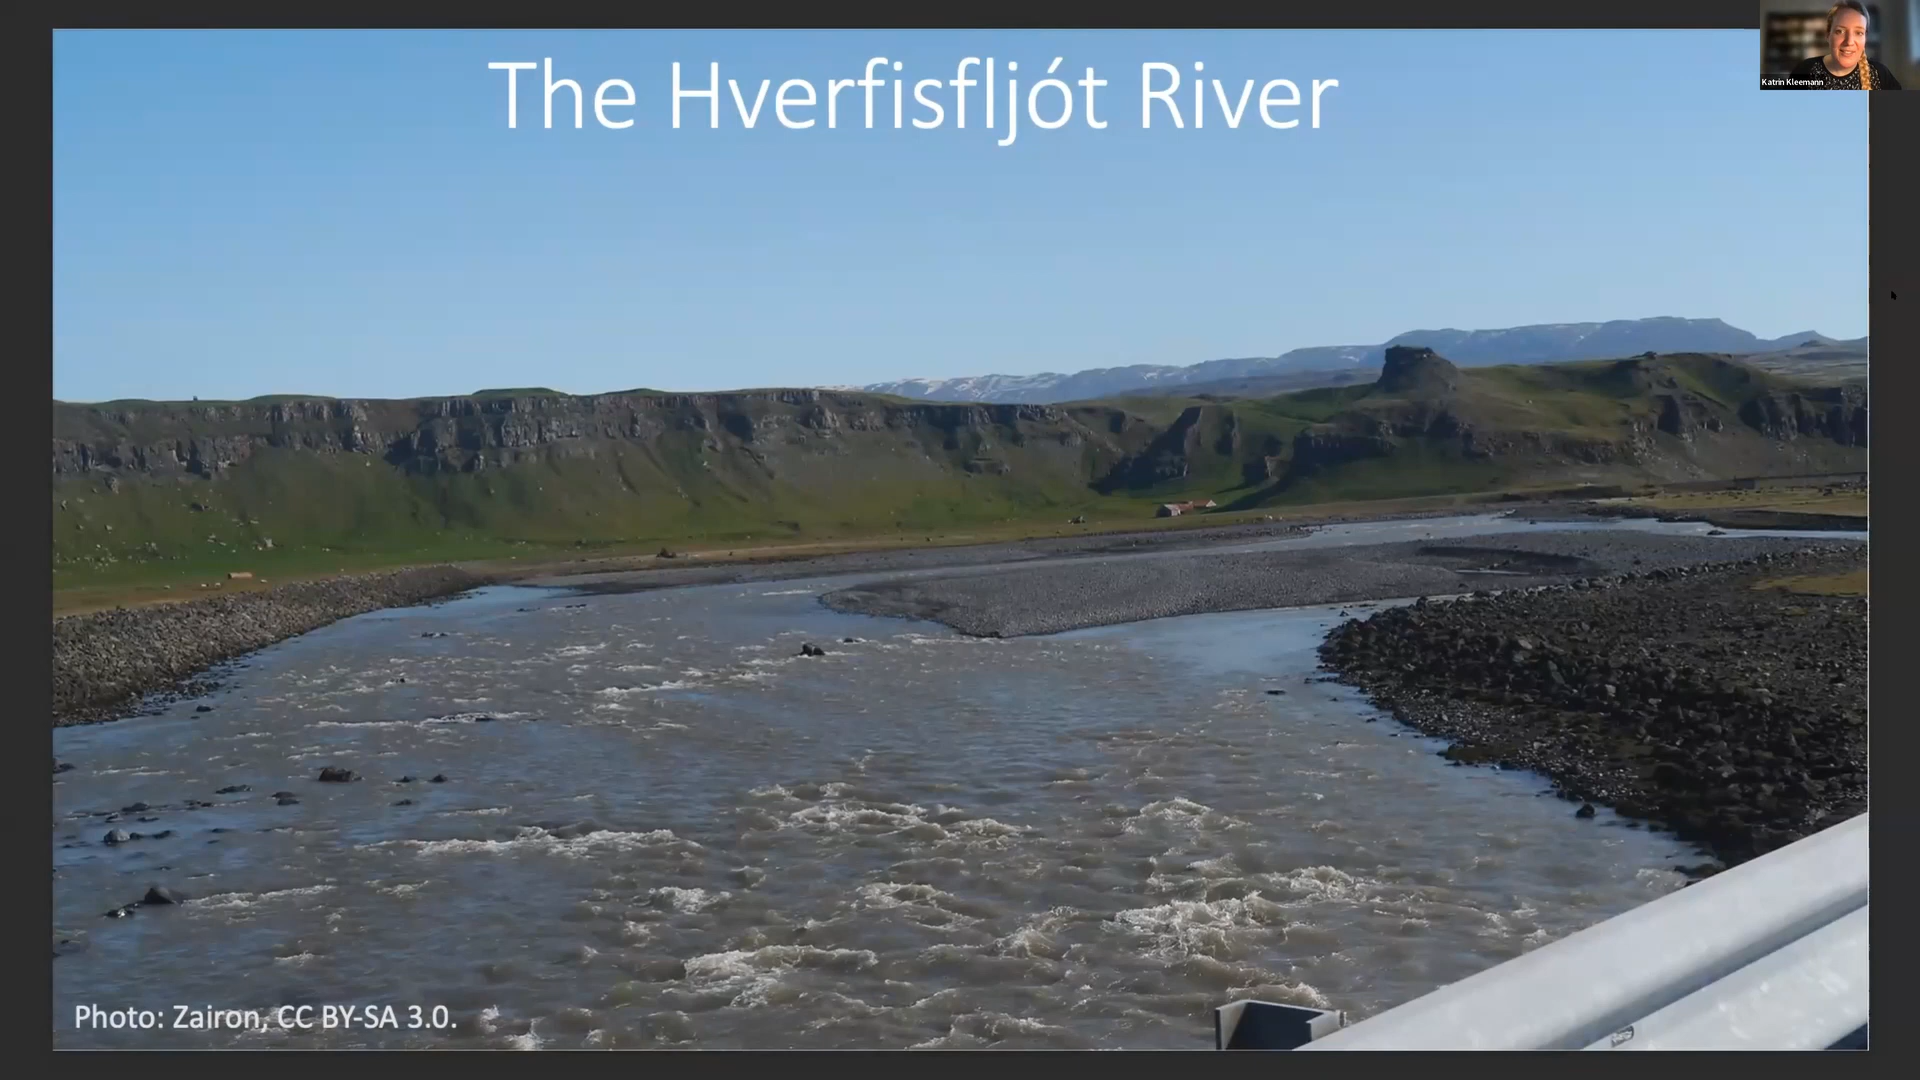 The Hverfisfljót River
Katrin Kleemann
Photo: Zairon, CC BY-SA 3.0.